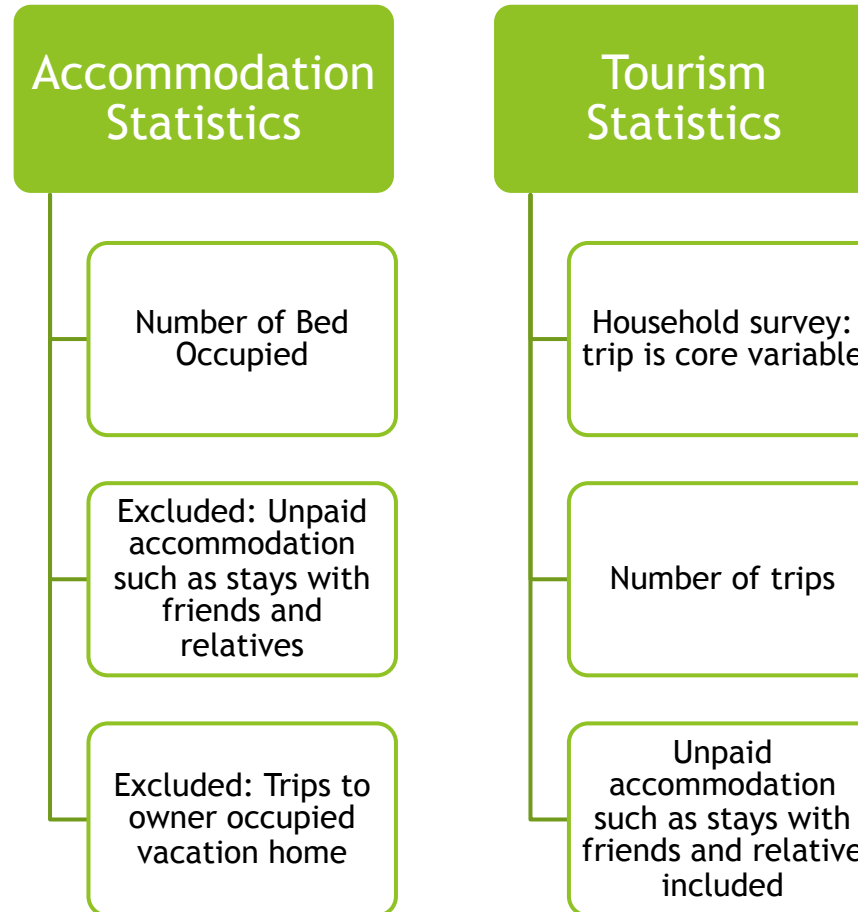 Accommodation
Statistics
Number of Bed
Occupied
Excluded: Unpaid
accommodation
such as stays with
friends and
relatives
Excluded: Trips to
owner occupied
vacation home
Tourism
Statistics
Household survey:
trip is core variable
Number of trips
Unpaid
accommodation
such as stays with
friends and relative
included